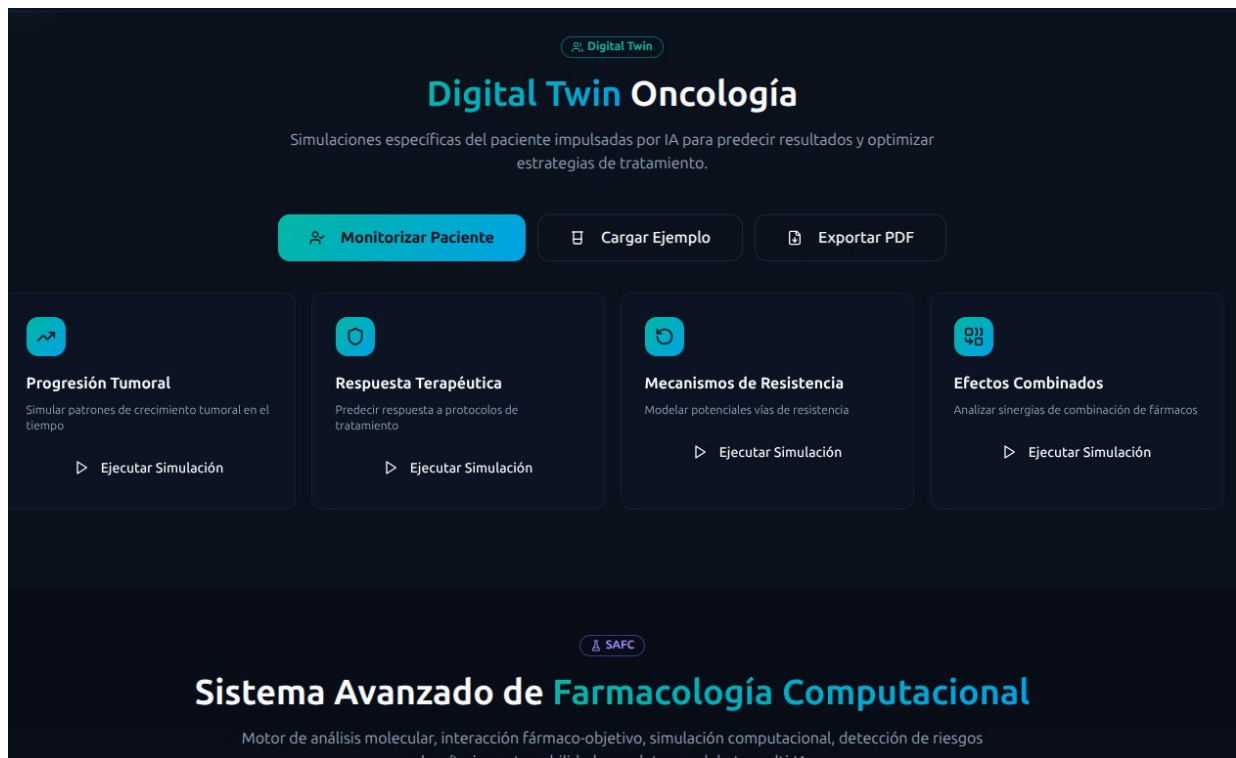 Digital Twin
Digital Twin Oncología
Simulaciones específicas del paciente impulsadas por IA para predecir resultados y optimizar
estrategias de tratamiento.
Monitorizar Paciente
Cargar Ejemplo
Exportar PDF
Progresión Tumoral
Simular patrones de crecimiento tumoral en el
tiempo
Ejecutar Simulación
Respuesta Terapéutica
Predecir respuesta a protocolos de
tratamiento
Ejecutar Simulación
Mecanismos de Resistencia
Modelar potenciales vías de resistencia
Ejecutar Simulación
Efectos Combinados
Analizar sinergias de combinación de fármacos
Ejecutar Simulación
SAFC
Sistema Avanzado de Farmacología Computacional
Motor de análisis molecular, interacción fármaco-objetivo, simulación computacional, detección de riesgos